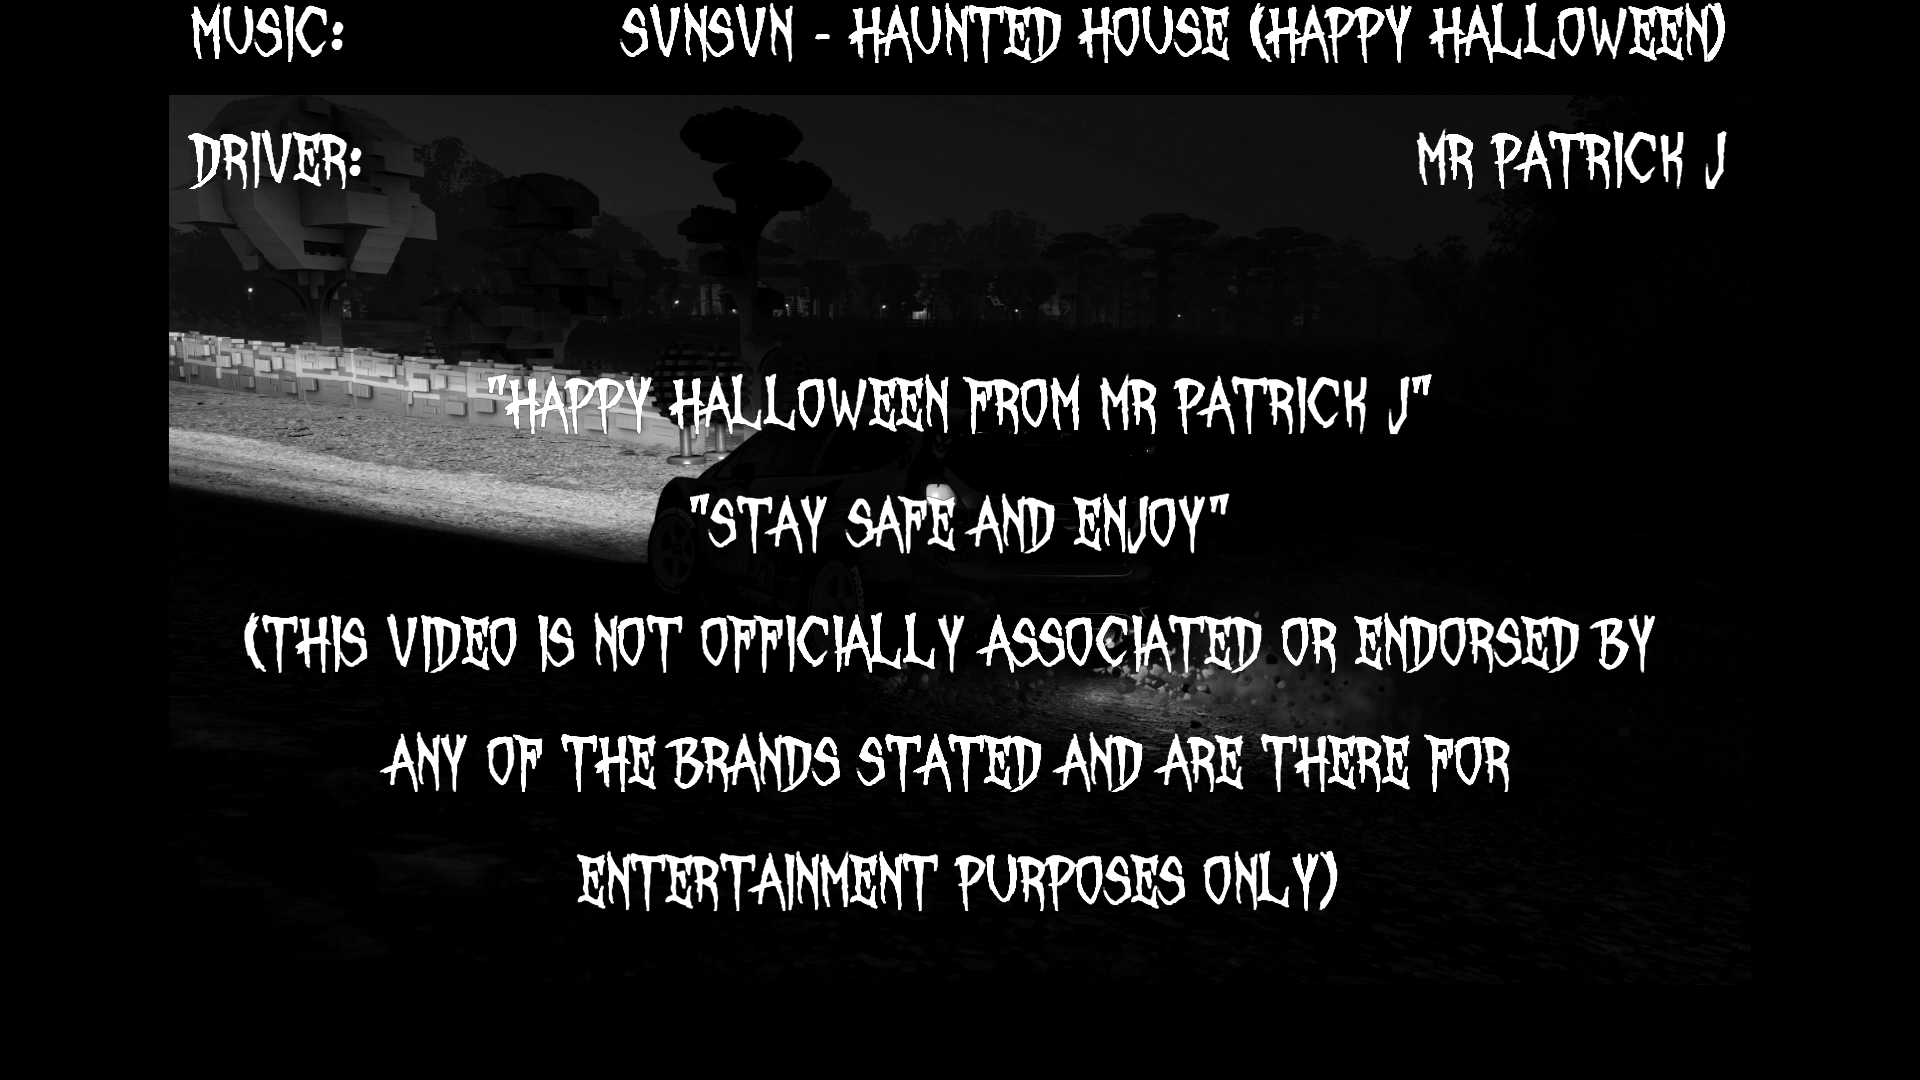 MUSIC: SVNSVN - HAUNTED HOUSE (HAPPY HALLOWEEN)
DRIVER: MR PATRICK J
"HAPPY HALLOWEEN FROM MR PATRICK J"
"STAY SAFE AND ENJOY"
(THIS VIDEO IS NOT OFFICIALLY ASSOCIATED OR ENDORSED BY
ANY OF THE BRANDS STATED AND ARE THERE FOR
ENTERTAINMENT PURPOSES ONLY)